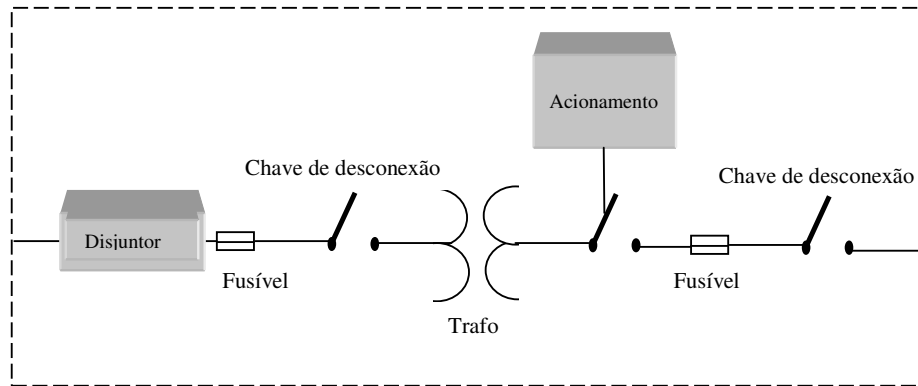 Acionamento
Chave de desconexão
Chave de desconexão
Disjuntor
Fusível
Fusível
Trafo